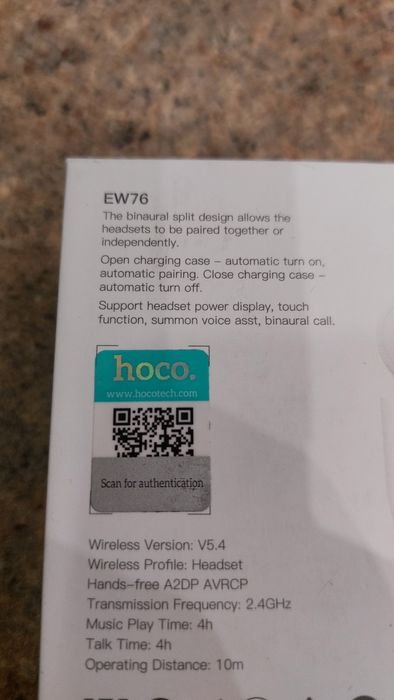 EW76
The binaural split design allows the
headsets to be paired together or
independently.
Open charging case – automatic turn on,
automatic pairing. Close charging case –
automatic turn off.
Support headset power display, touch
function, summon voice asst, binaural call.
hoco.
www.hocotech.com
Scan for authentication
Wireless Version: V5.4
Wireless Profile: Headset
Hands-free A2DP AVRCP
Transmission Frequency: 2.4GHz
Music Play Time: 4h
Talk Time: 4h
Operating Distance: 10m